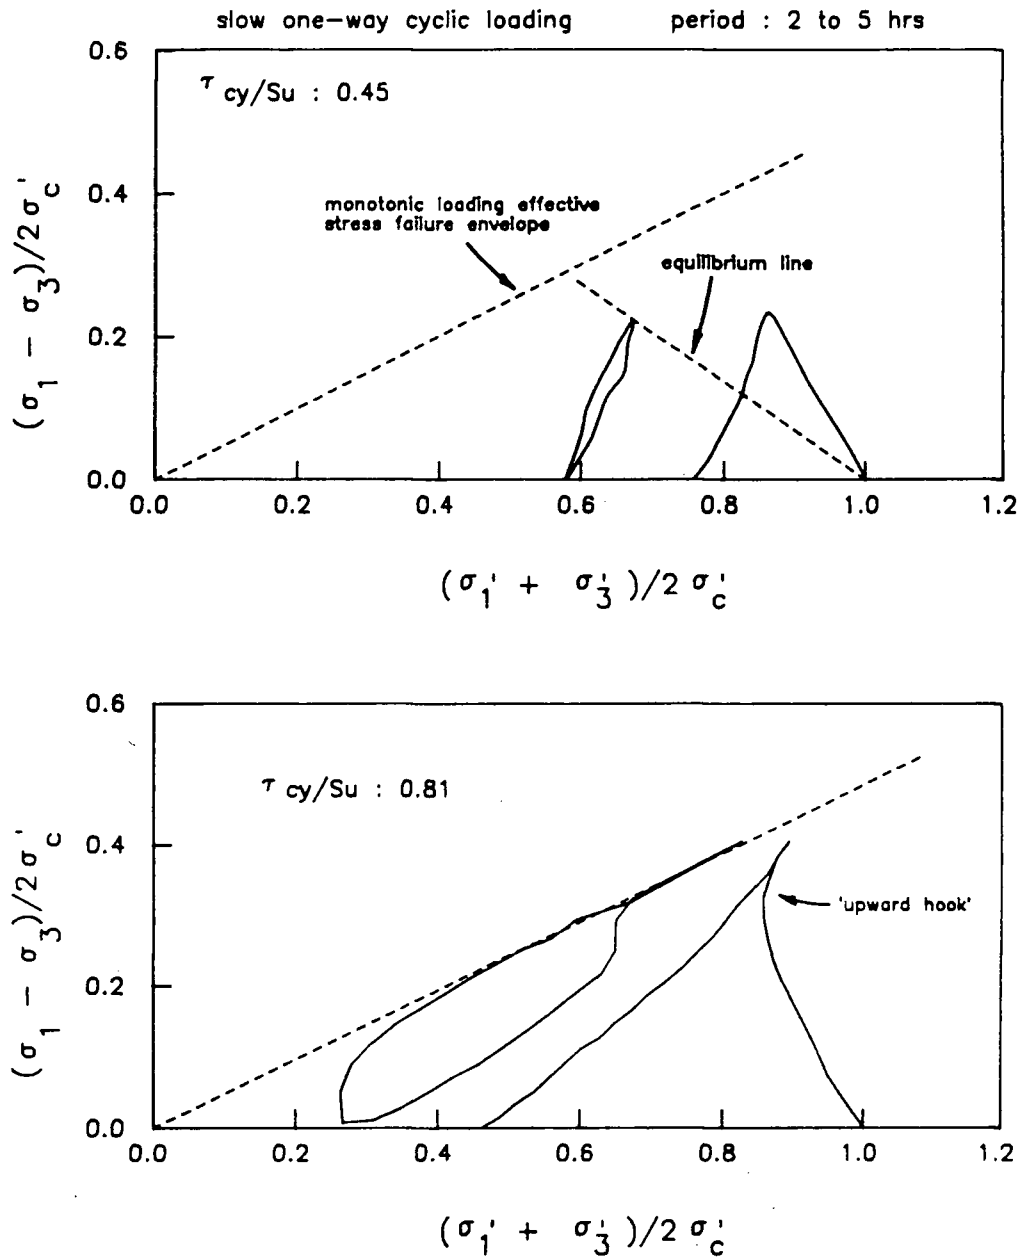 slow one-way cyclic loading period : 2 to 5 hrs
0.6
τ cy/Su : 0.45
(σ1 - σ3)/2σc'
0.4
monotonic loading effective
stress failure envelope
equilibrium line
0.2
0.0
0.0 0.2 0.4 0.6 0.8 1.0 1.2
(σ1' + σ3')/2 σc'
0.6
τ cy/Su : 0.81
(σ1 - σ3)/2σc'
0.4
'upward hook'
0.2
0.0
0.0 0.2 0.4 0.6 0.8 1.0 1.2
(σ1' + σ3')/2 σc'